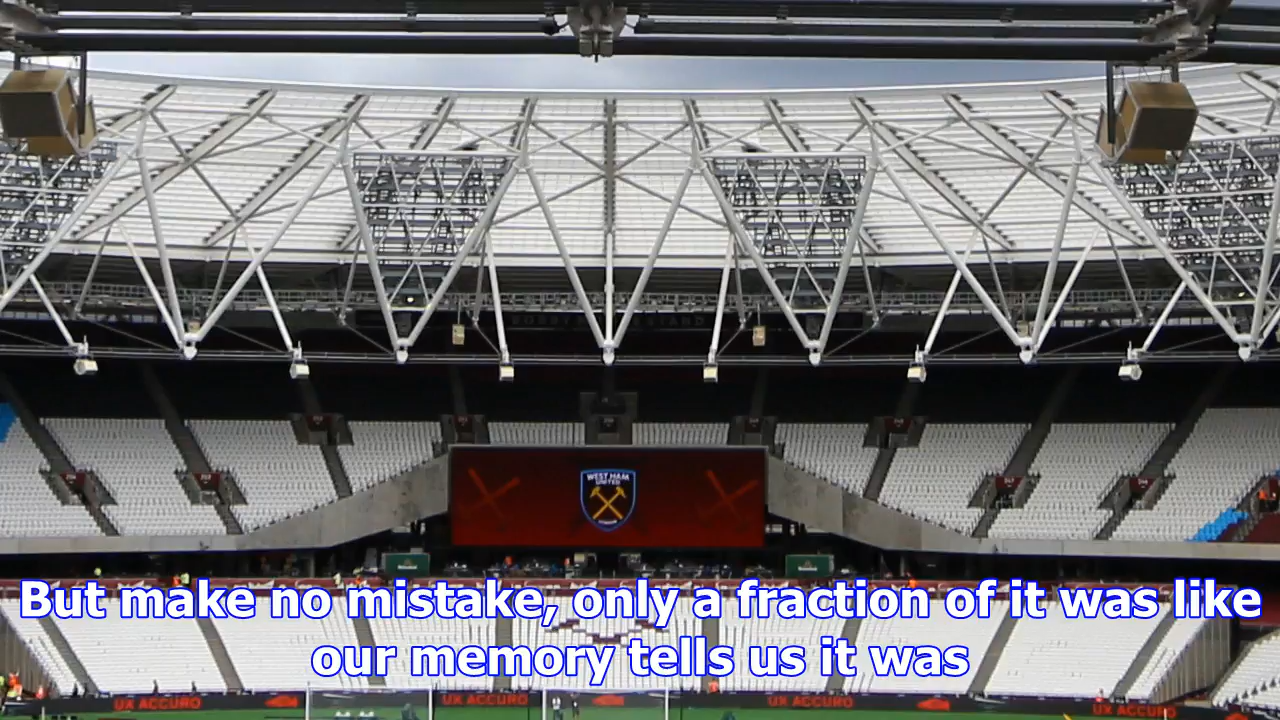 WEST HAM
UNITED
LONDON
But make no mistake, only a fraction of it was like
our memory tells us it was
UX ACCURO
UX ACCURO
UX ACCURO
UX ACCURO